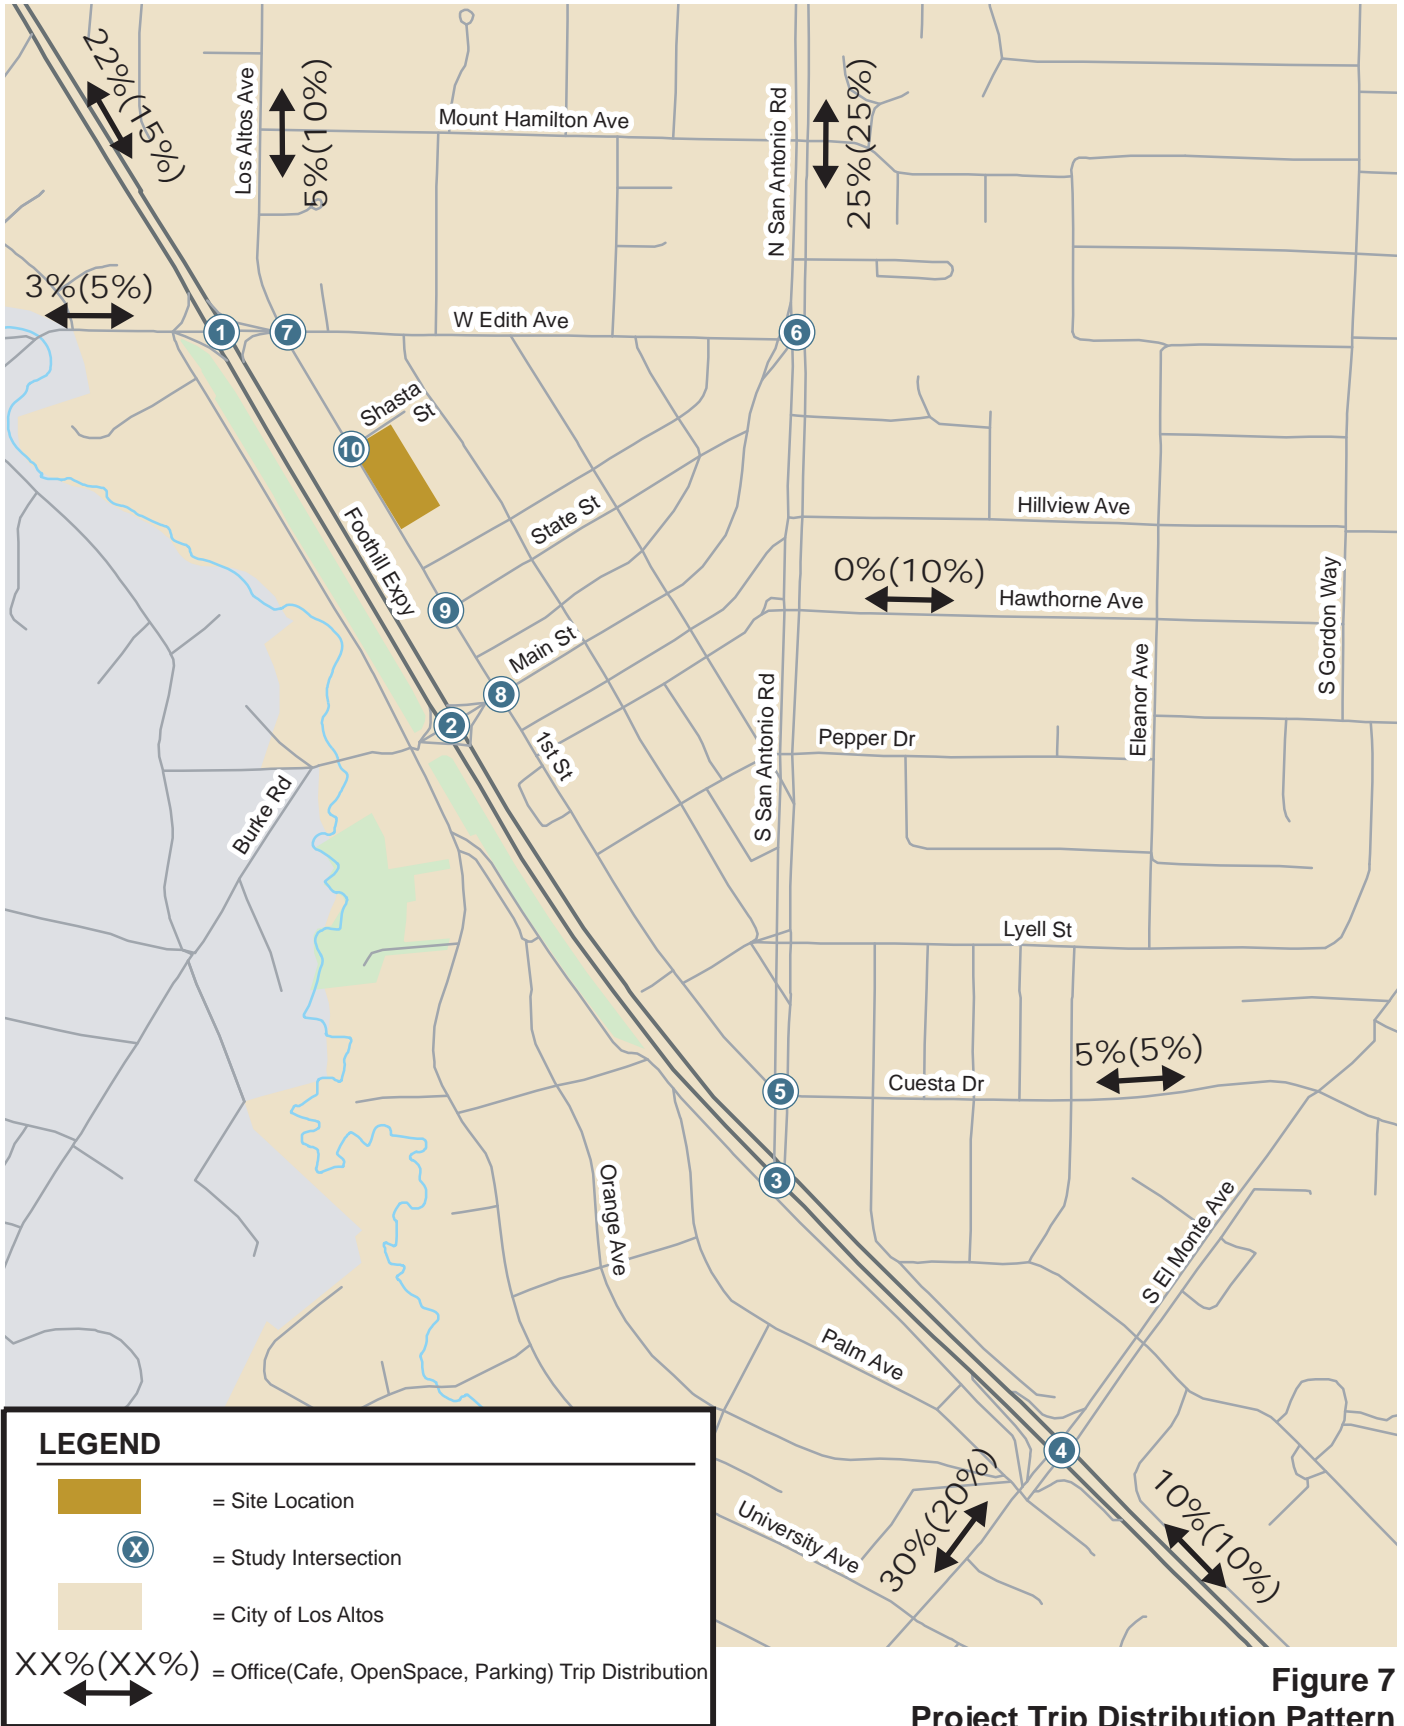 22%(15%)
Los Altos Ave
5%(10%)
Mount Hamilton Ave
N San Antonio Rd
25%(25%)
3%(5%)
1
7
W Edith Ave
6
Shasta
St
10
State St
Foothill Expy
Hillview Ave
0%(10%)
Hawthorne Ave
S Gordon Way
9
Main St
8
2
Eleanor Ave
S San Antonio Rd
Pepper Dr
1st St
Burke Rd
Lyell St
5%(5%)
Cuesta Dr
5
3
Orange Ave
S El Monte Ave
Palm Ave
4
30%(20%)
10%(10%)
University Ave
LEGEND
= Site Location
X
= Study Intersection
= City of Los Altos
XX%(XX%)
= Office(Cafe, OpenSpace, Parking) Trip Distribution
Figure 7
Project Trip Distribution Pattern